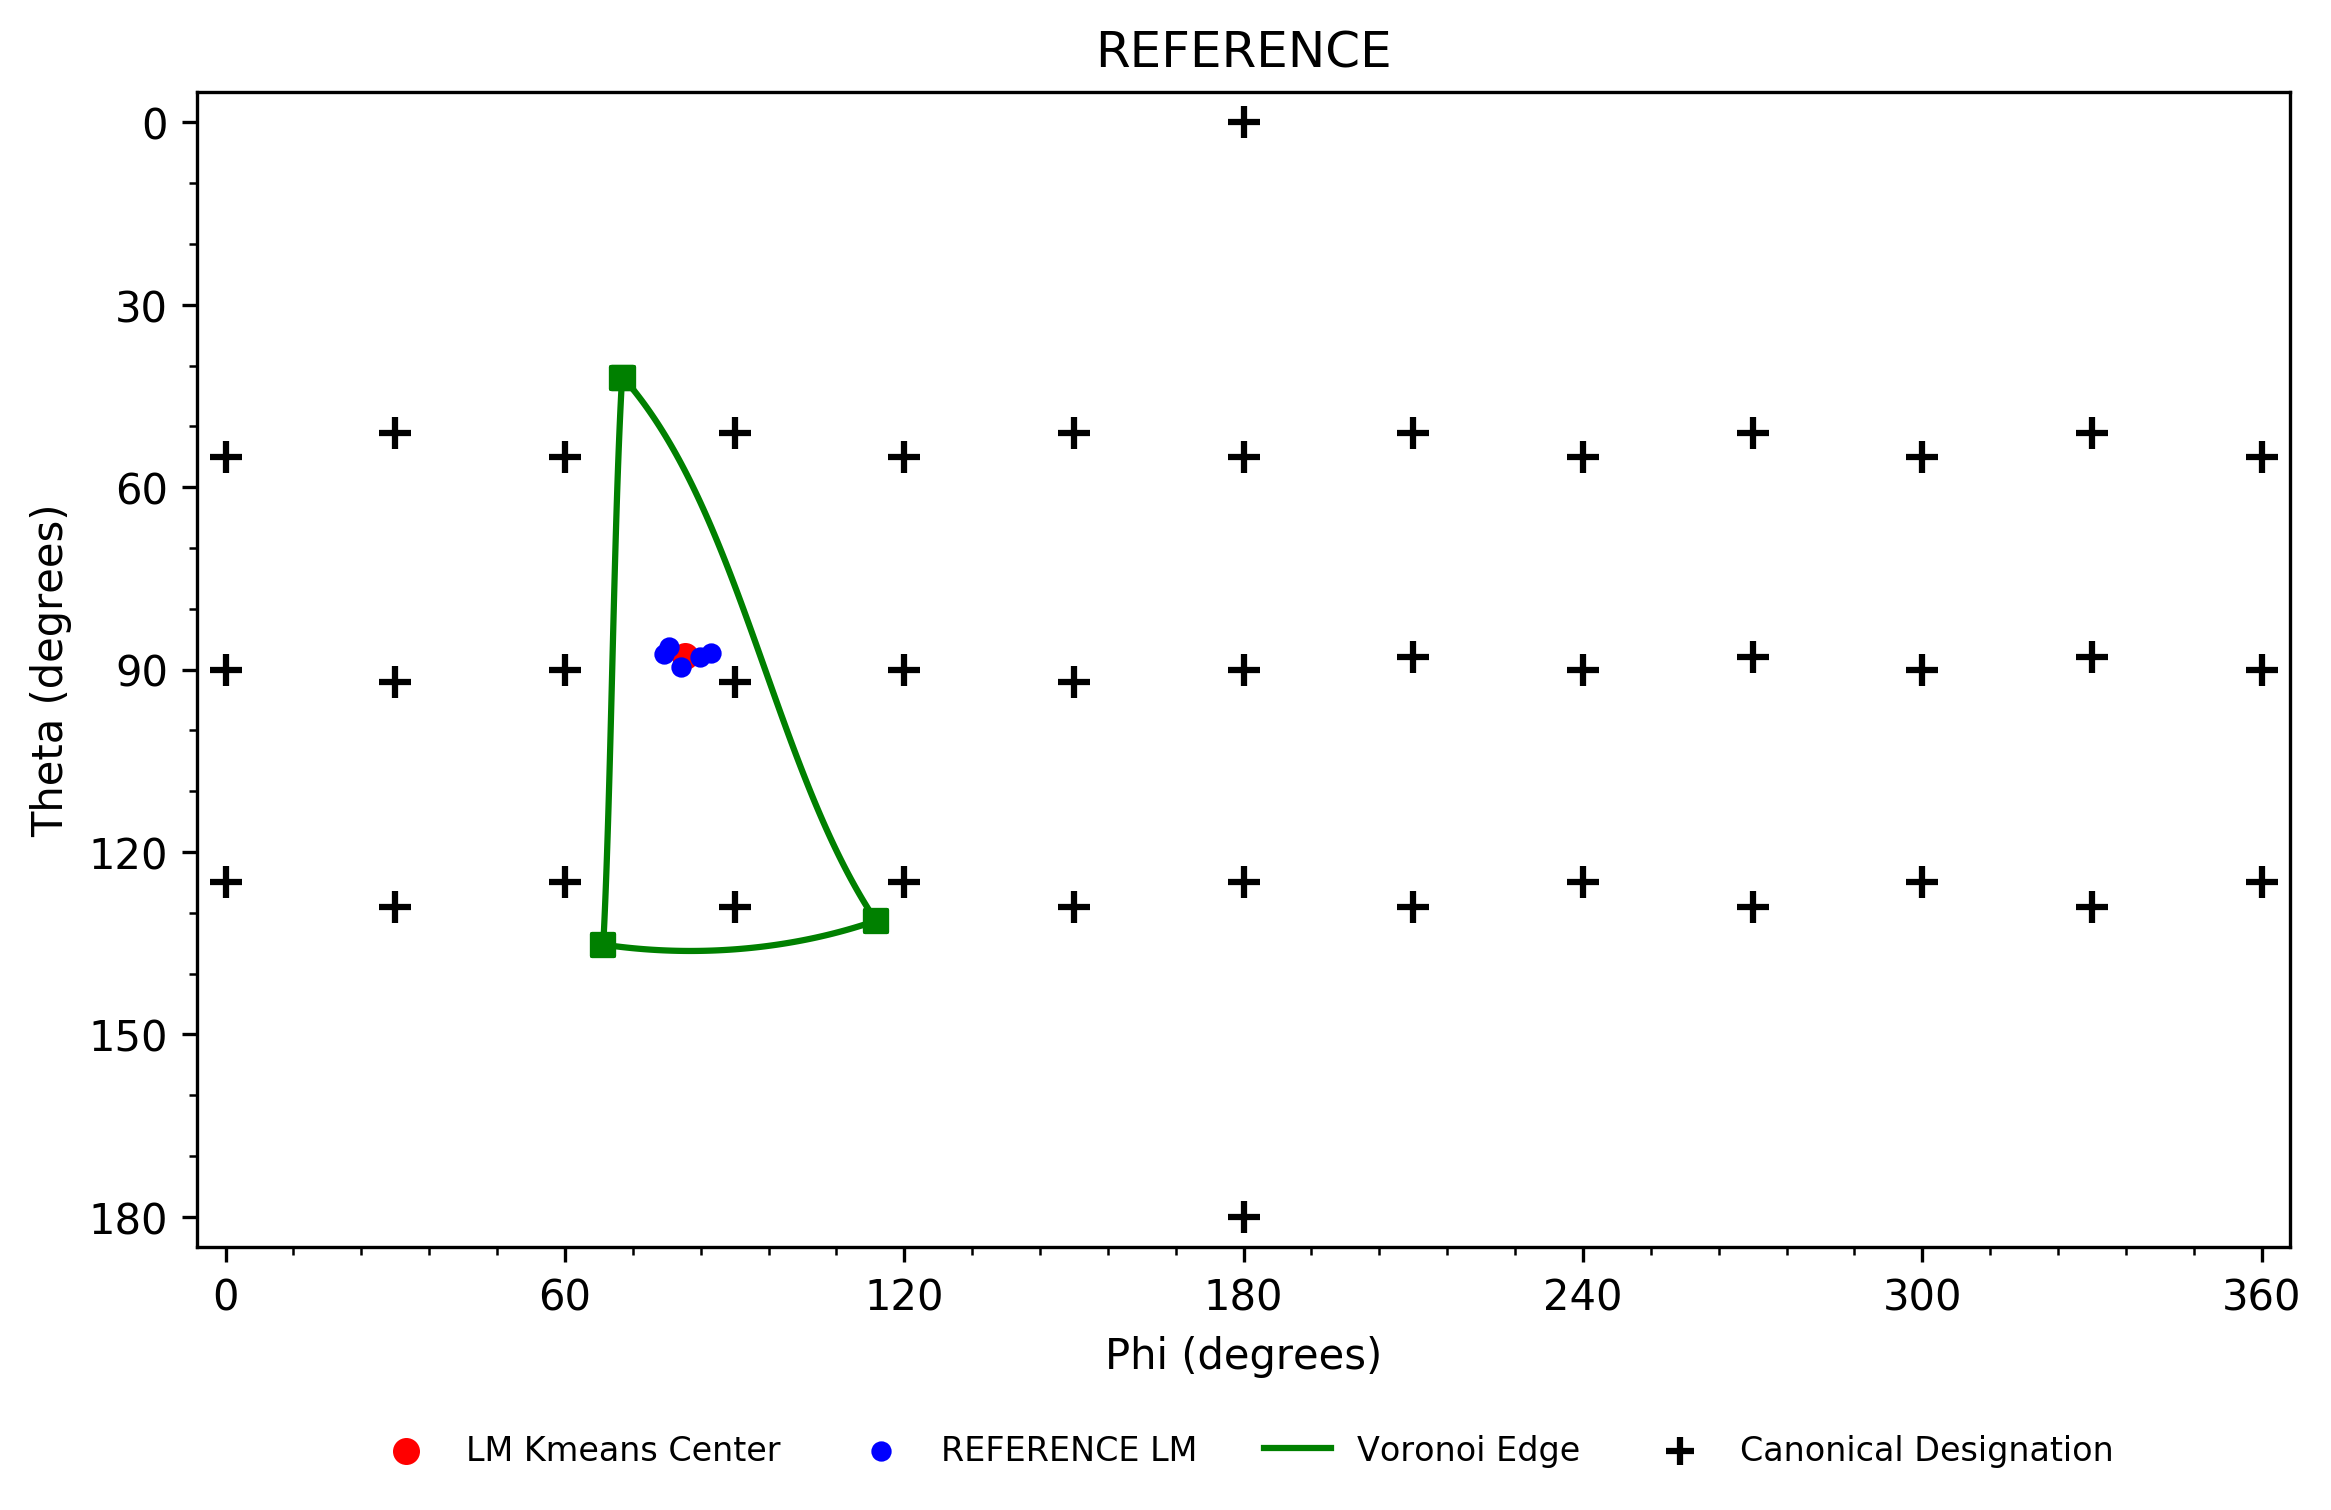 REFERENCE
0
30
60
90
120
150
180
Theta (degrees)
0 60 120 180 240 300 360
Phi (degrees)
LM Kmeans Center REFERENCE LM Voronoi Edge Canonical Designation